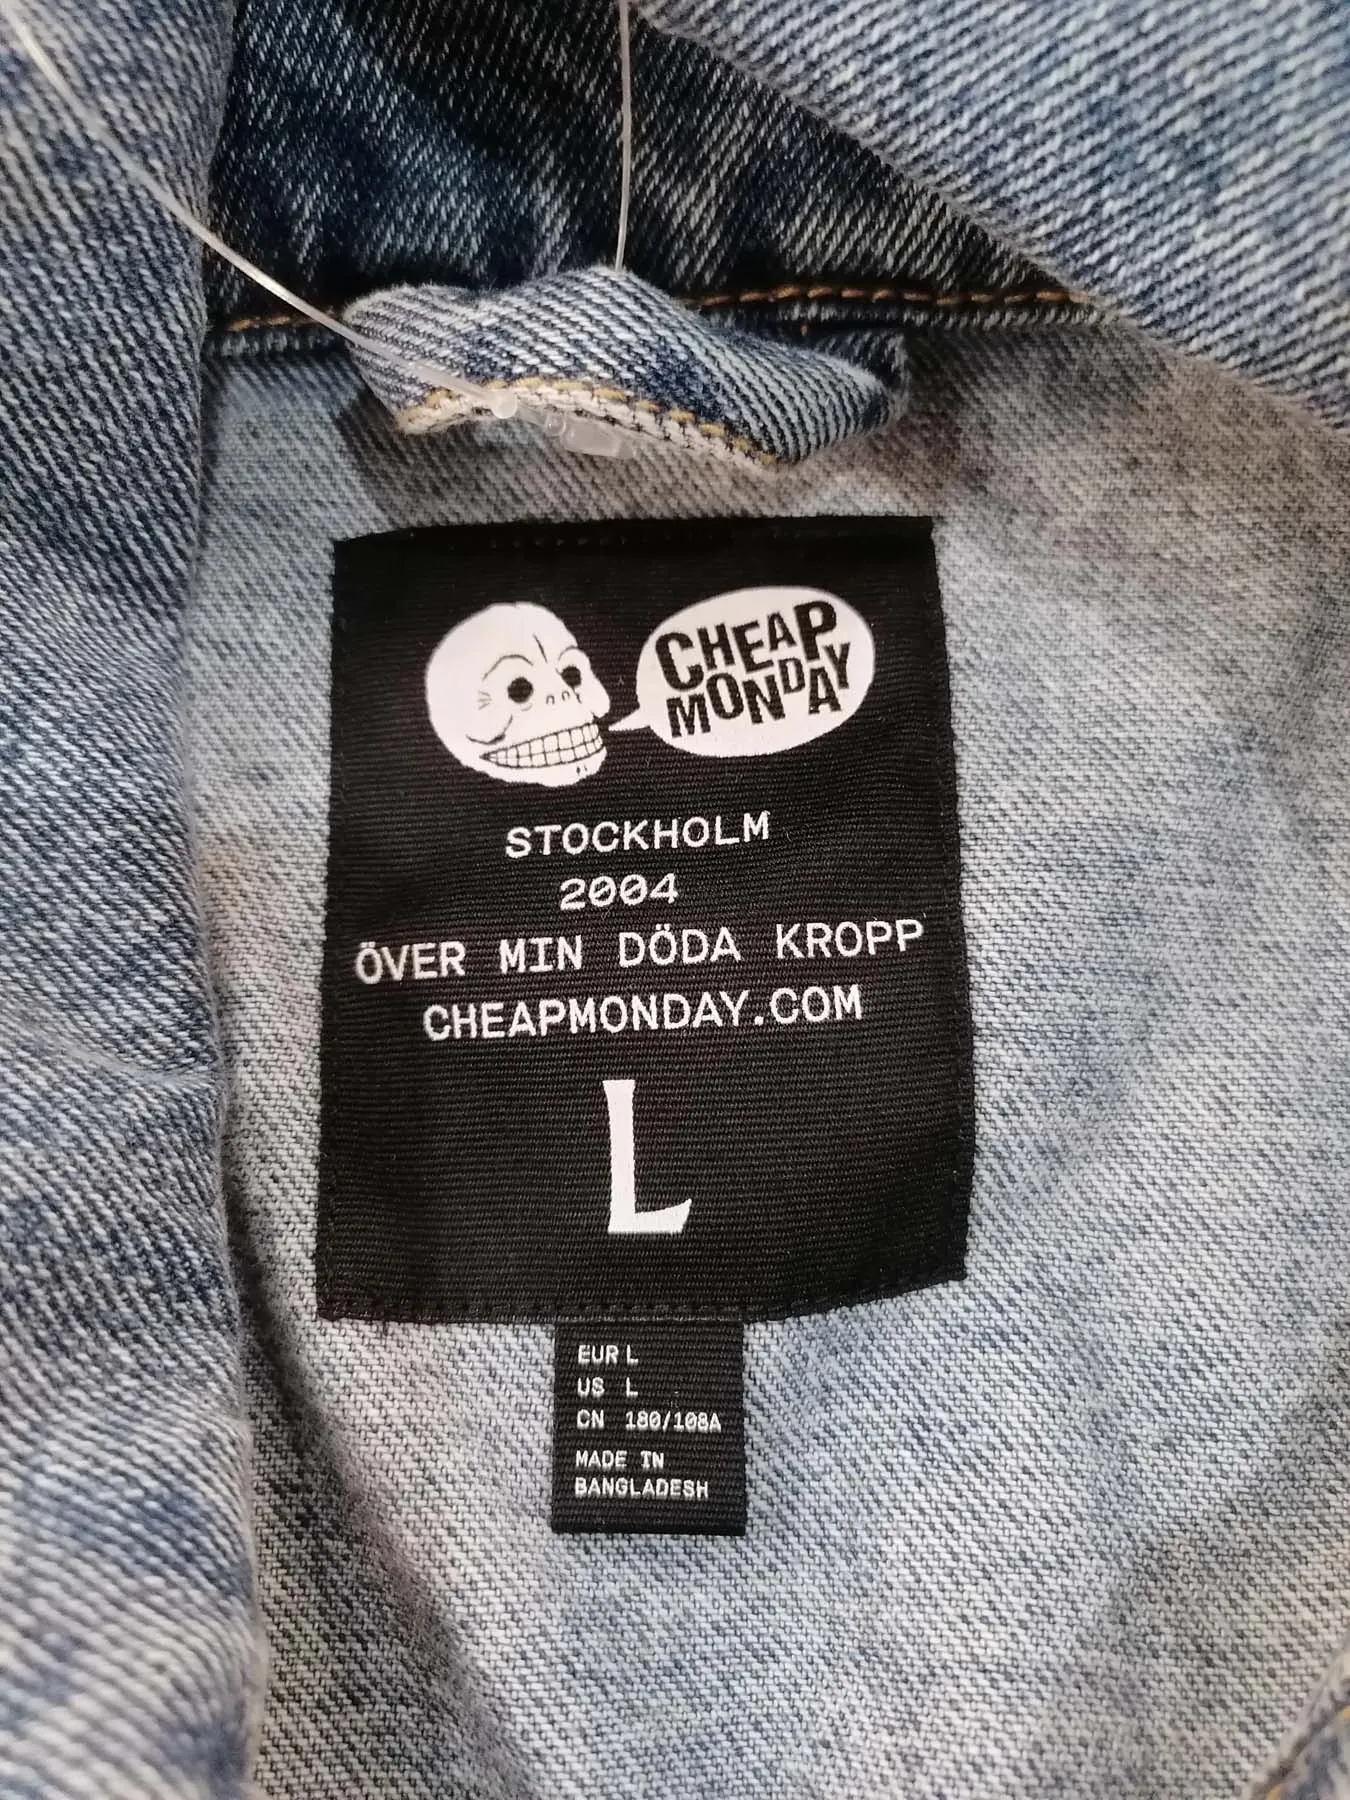 CHEAP
MONDAY
STOCKHOLM
2004
ÖVER MIN DÖDA KROPP
CHEAPMONDAY.COM
L
EUR L
US L
CN 180/108A
MADE IN
BANGLADESH